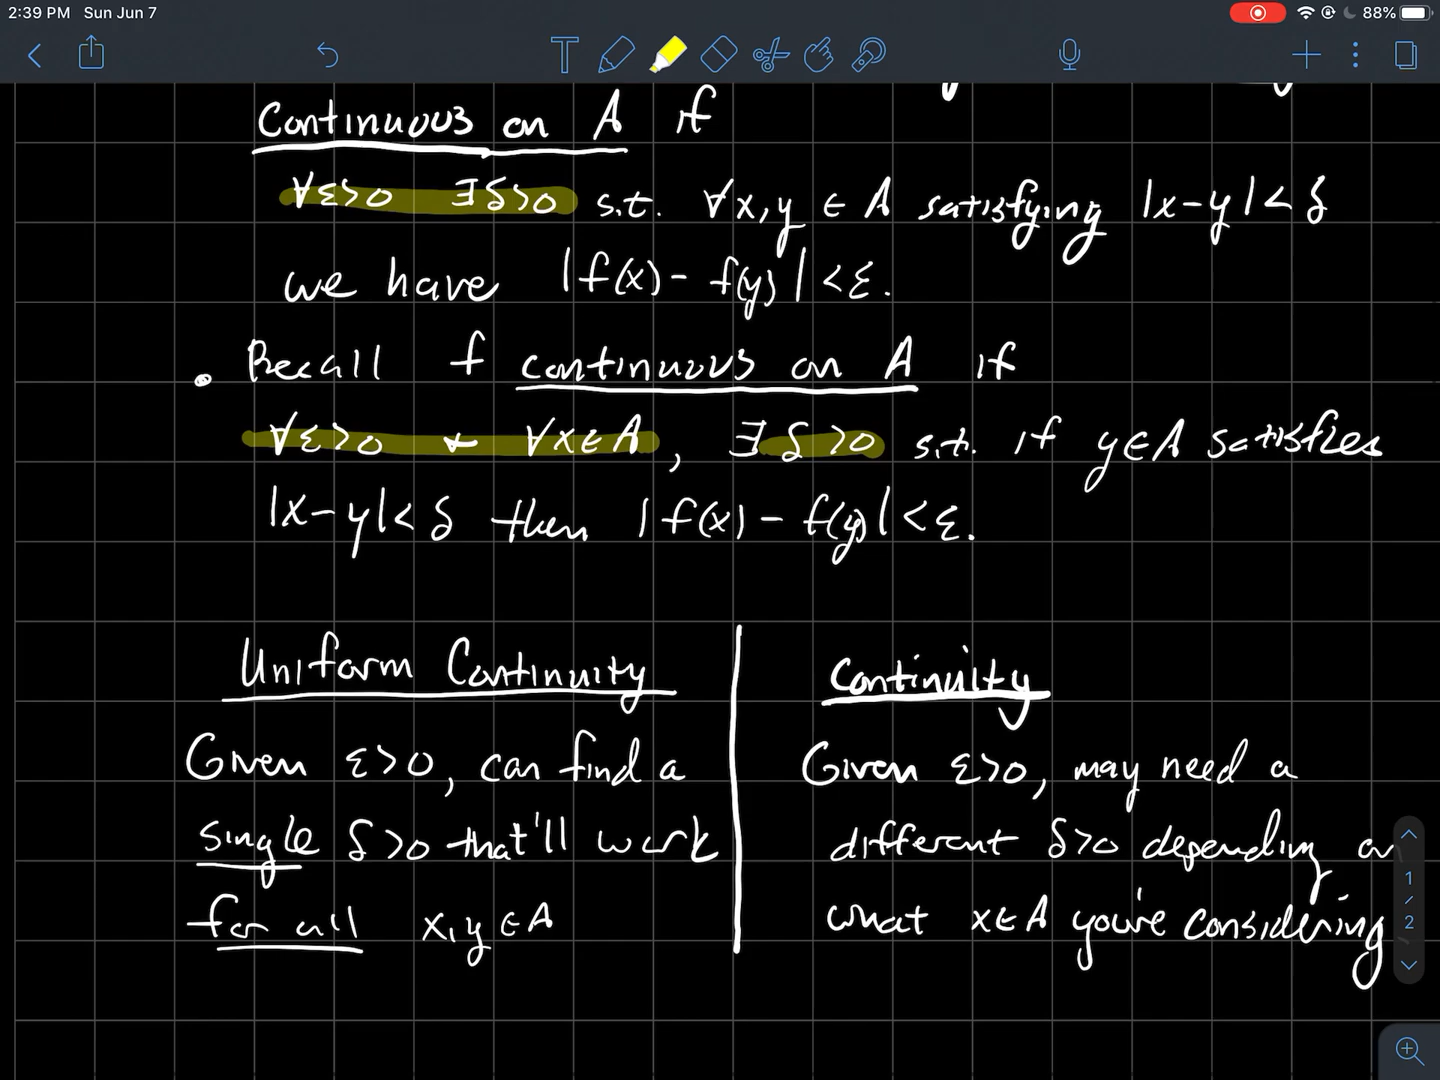 2:39 PM Sun Jun 7
88%
Continuous on A if
∀ε>0 ∃δ>0 s.t. ∀x,y ∈ A satisfying |x-y|<δ
we have |f(x)- f(y)|<ε.
• Recall f continuous on A if
∀ε>0 + ∀x∈A, ∃δ>0 s.t. if y∈A satisfies
|x-y|<δ then |f(x)-f(y)|<ε.
Uniform Continuity
Given ε>0, can find a
single δ>0 that'll work
for all x,y∈A
Continuity
Given ε>0, may need a
different δ>0 depending on
what x∈A you're considering
1
/
2